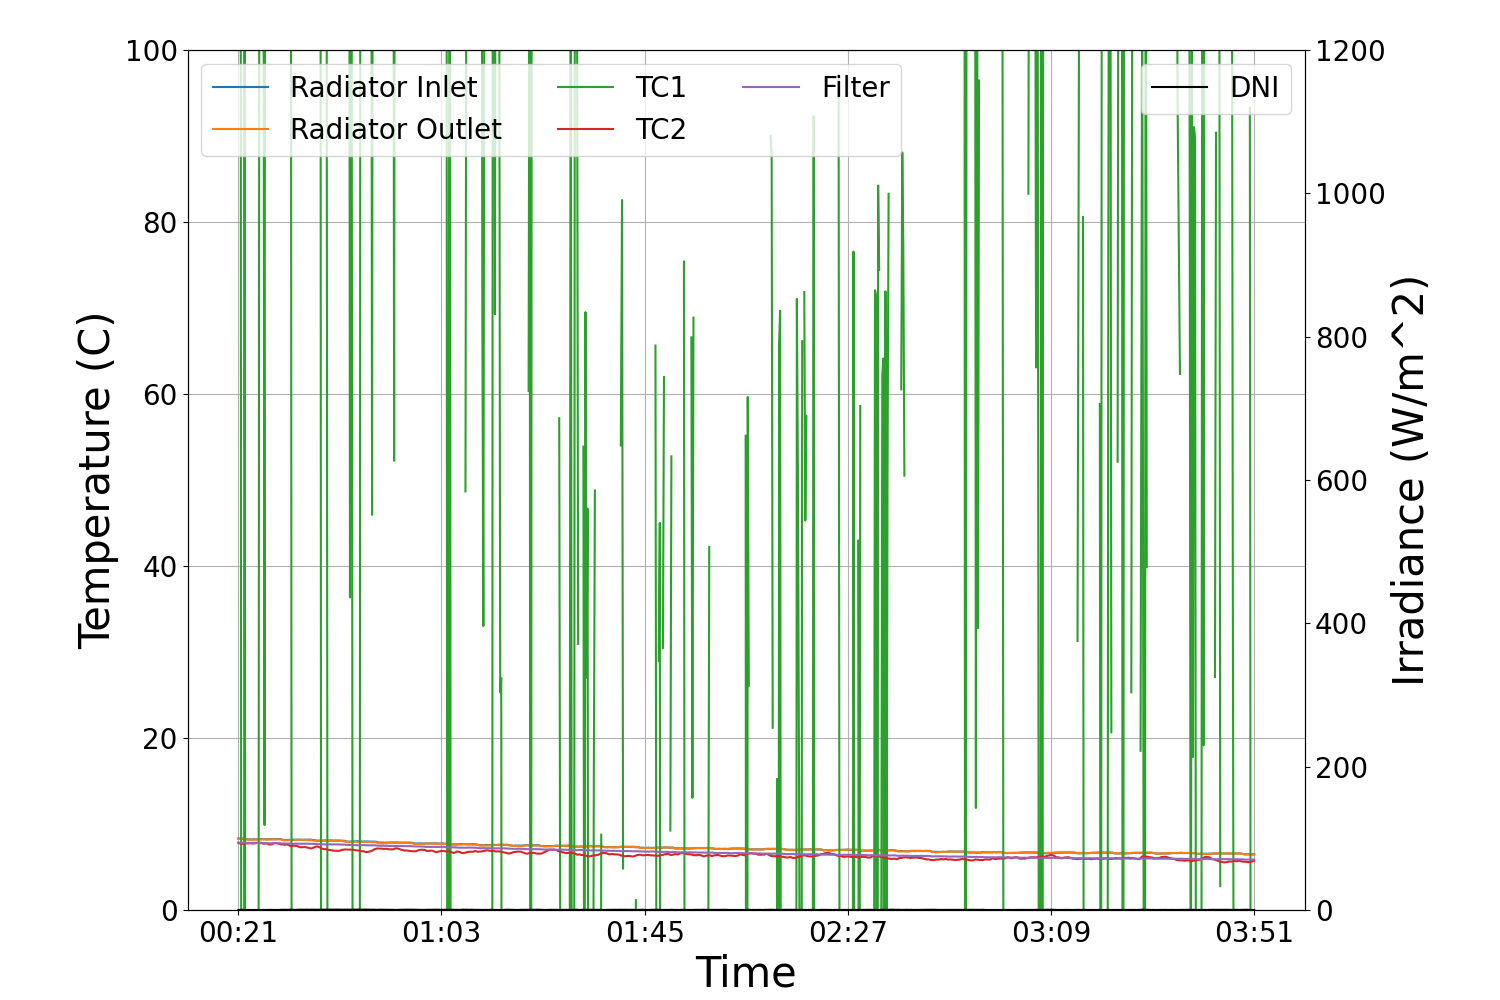 Radiator Inlet
Radiator Outlet
TC1
TC2
Filter
DNI
100
80
60
40
20
0
Temperature (C)
1200
1000
800
600
400
200
0
Irradiance (W/m^2)
00:21 01:03 01:45 02:27 03:09 03:51
Time